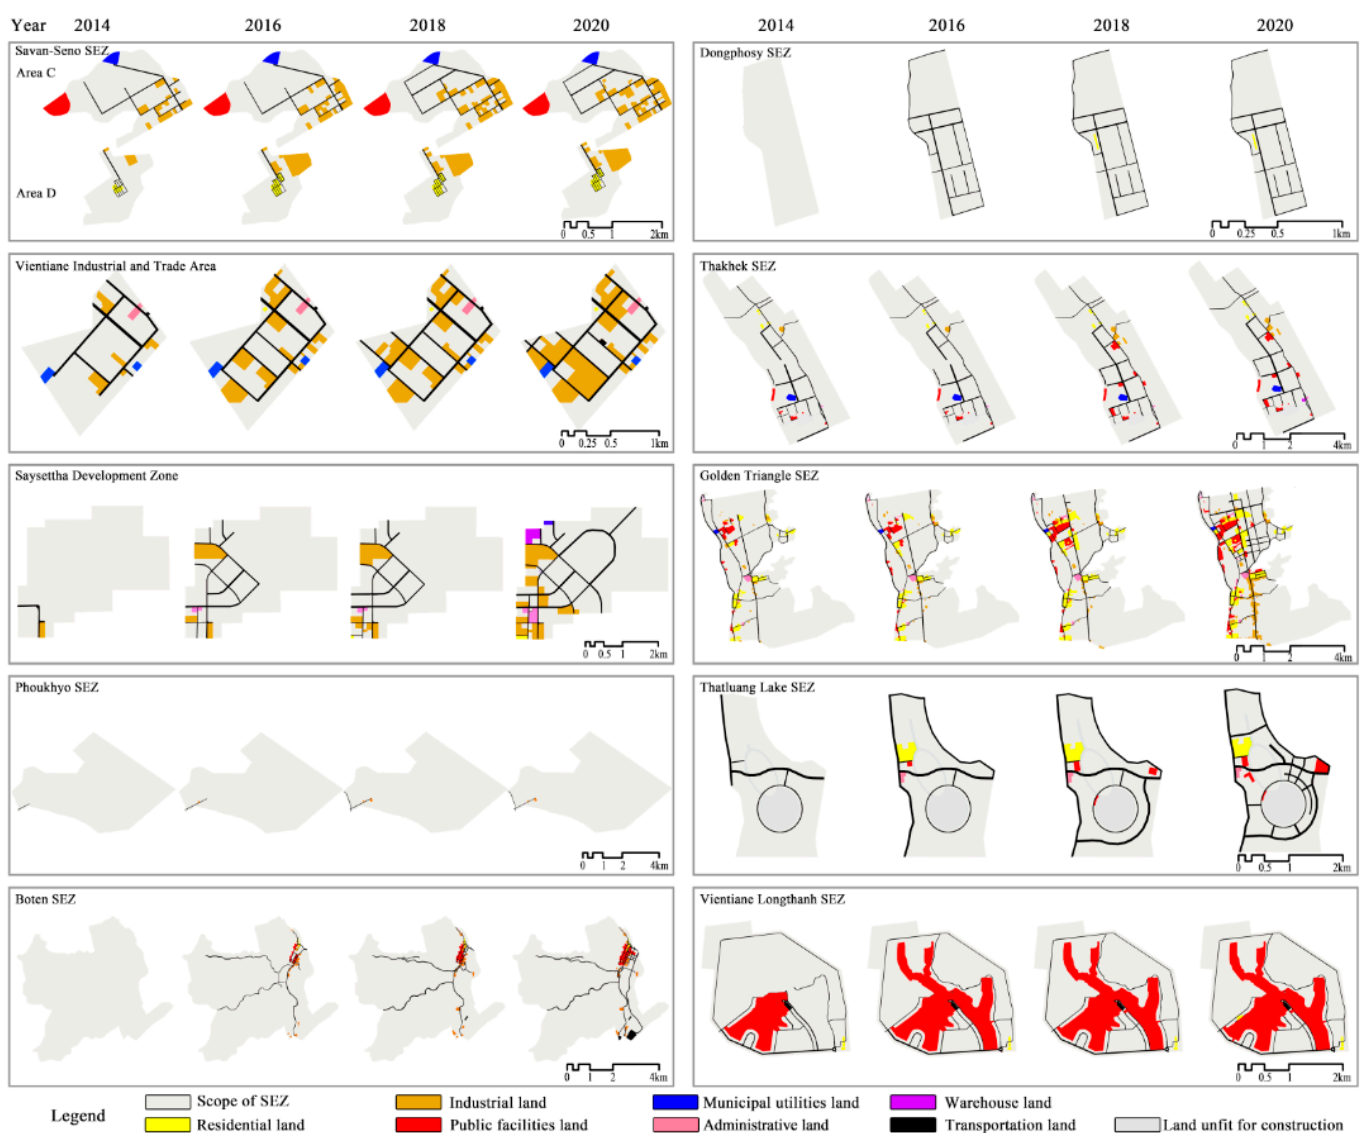 Year 2014 2016 2018 2020 2014 2016 2018 2020
Savan-Seno SEZ
Area C
Area D
0 0.5 1 2km
Dongphosy SEZ
0 0.25 0.5 1km
Vientiane Industrial and Trade Area
0 0.25 0.5 1km
Thakhek SEZ
0 1 2 4km
Saysettha Development Zone
0 0.5 1 2km
Golden Triangle SEZ
0 1 2 4km
Phoukhyo SEZ
0 1 2 4km
Thatluang Lake SEZ
0 0.5 1 2km
Boten SEZ
0 1 2 4km
Vientiane Longthanh SEZ
0 0.5 1 2km
Legend
Scope of SEZ Industrial land Municipal utilities land Warehouse land
Residential land Public facilities land Administrative land Transportation land Land unfit for construction